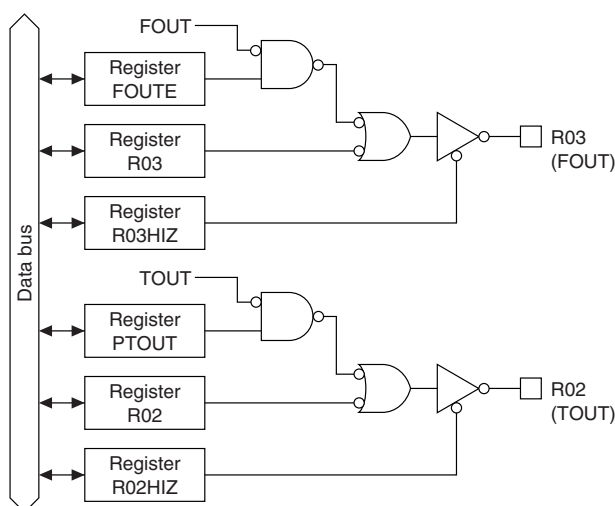 FOUT
Register
FOUTE
Register
R03
R03
(FOUT)
Register
R03HIZ
Data bus
TOUT
Register
PTOUT
Register
R02
R02
(TOUT)
Register
R02HIZ